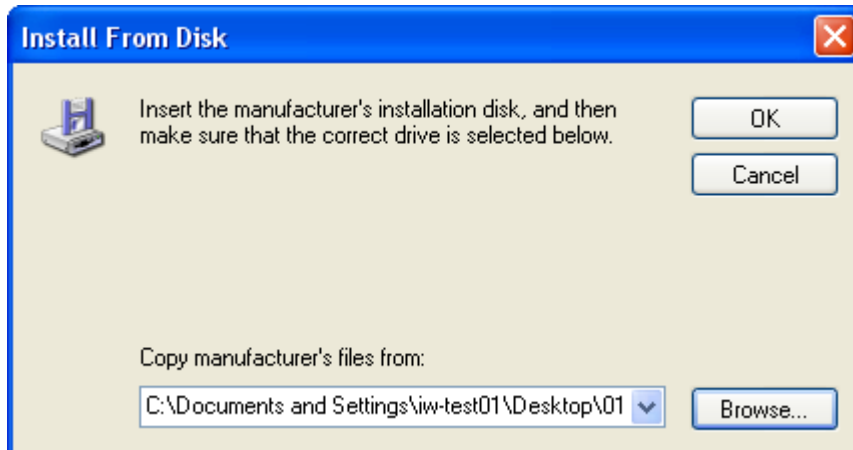 Install From Disk
Insert the manufacturer's installation disk, and then
make sure that the correct drive is selected below.
OK
Cancel
Copy manufacturer's files from:
C:\Documents and Settings\iw-test01\Desktop\01
Browse...